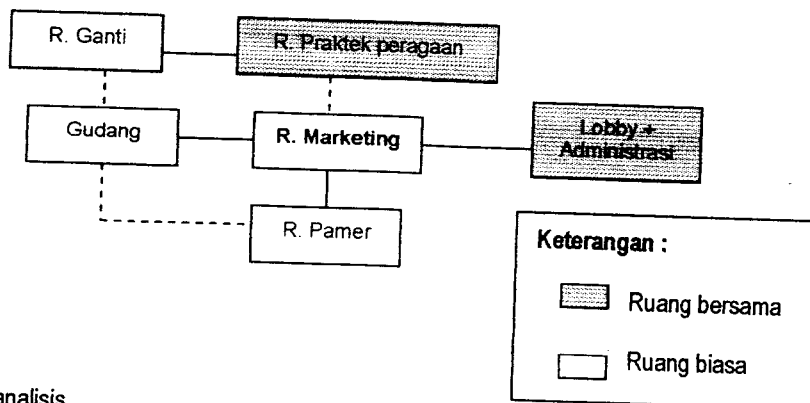 R. Ganti
R. Praktek peragaan
Gudang
R. Marketing
Lobby +
Administrasi
R. Pamer
Keterangan :
Ruang bersama
Ruang biasa
analisis